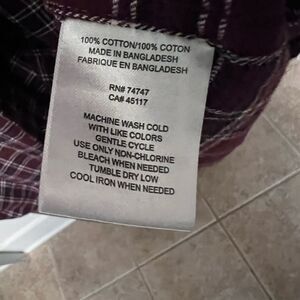 100% COTTON/100% COTON
MADE IN BANGLADESH
FABRIQUE EN BANGLADESH
RN# 74747
CA# 45117
MACHINE WASH COLD
WITH LIKE COLORS
GENTLE CYCLE
USE ONLY NON-CHLORINE
BLEACH WHEN NEEDED
TUMBLE DRY LOW
COOL IRON WHEN NEEDED